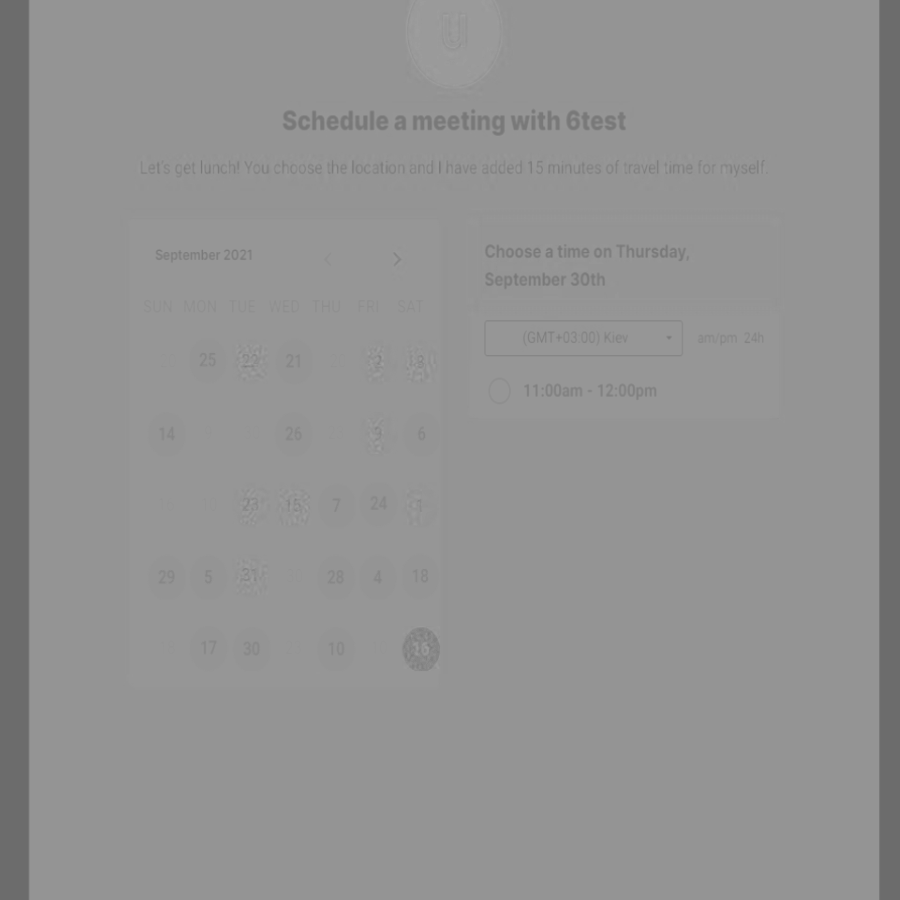 U
Schedule a meeting with 6test
Let's get lunch! You choose the location and I have added 15 minutes of travel time for myself.
September 2021
SUN MON TUE WED THU FRI SAT
25 22 21 2 8
14 26 3 6
23 15 7 24 1
29 5 31 28 4 18
17 30 10 16
Choose a time on Thursday,
September 30th
(GMT+03:00) Kiev am/pm 24h
11:00am - 12:00pm